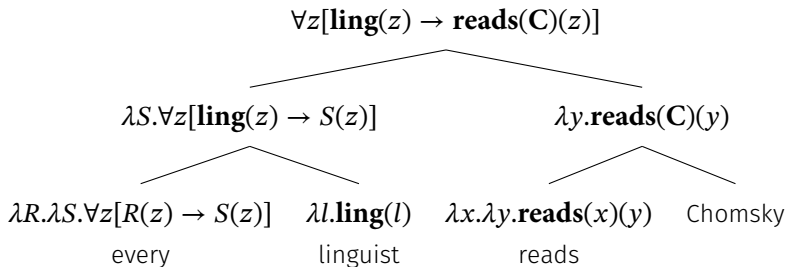 ∀z[ling(z) → reads(C)(z)]
λS.∀z[ling(z) → S(z)] λy.reads(C)(y)
λR.λS.∀z[R(z) → S(z)] λl.ling(l) λx.λy.reads(x)(y) Chomsky
every linguist reads